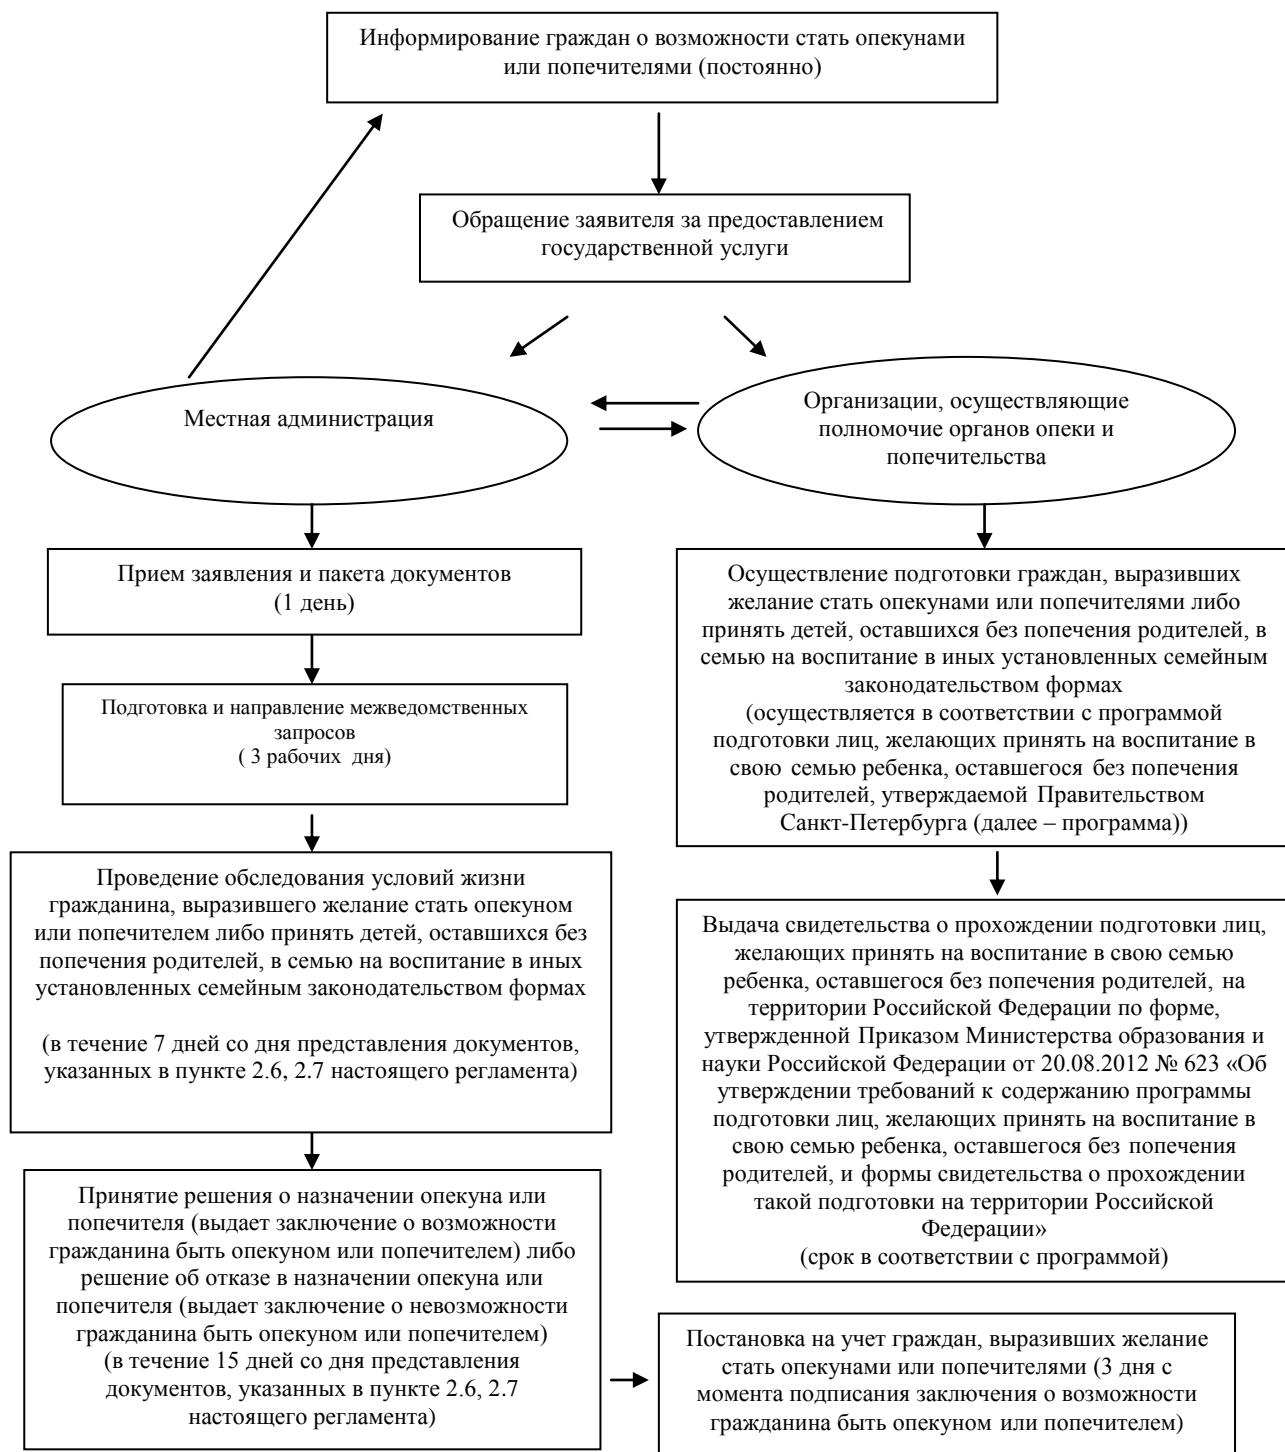 Информирование граждан о возможности стать опекунами
или попечителями (постоянно)
Обращение заявителя за предоставлением
государственной услуги
Местная администрация
Организации, осуществляющие
полномочие органов опеки и
попечительства
Прием заявления и пакета документов
(1 день)
Подготовка и направление межведомственных
запросов
( 3 рабочих  дня)
Проведение обследования условий жизни
гражданина, выразившего желание стать опекуном
или попечителем либо принять детей, оставшихся без
попечения родителей, в семью на воспитание в иных
установленных семейным законодательством формах
(в течение 7 дней со дня представления документов,
указанных в пункте 2.6, 2.7 настоящего регламента)
Принятие решения о назначении опекуна или
попечителя (выдает заключение о возможности
гражданина быть опекуном или попечителем) либо
решение об отказе в назначении опекуна или
попечителя (выдает заключение о невозможности
гражданина быть опекуном или попечителем)
(в течение 15 дней со дня представления
документов, указанных в пункте 2.6, 2.7
настоящего регламента)
Осуществление подготовки граждан, выразивших
желание стать опекунами или попечителями либо
принять детей, оставшихся без попечения родителей, в
семью на воспитание в иных установленных семейным
законодательством формах
(осуществляется в соответствии с программой
подготовки лиц, желающих принять на воспитание в
свою семью ребенка, оставшегося без попечения
родителей, утверждаемой Правительством
Санкт-Петербурга (далее – программа))
Выдача свидетельства о прохождении подготовки лиц,
желающих принять на воспитание в свою семью
ребенка, оставшегося без попечения родителей, на
территории Российской Федерации по форме,
утвержденной Приказом Министерства образования и
науки Российской Федерации от 20.08.2012 № 623 «Об
утверждении требований к содержанию программы
подготовки лиц, желающих принять на воспитание в
свою семью ребенка, оставшегося без попечения
родителей, и формы свидетельства о прохождении
такой подготовки на территории Российской
Федерации»
(срок в соответствии с программой)
Постановка на учет граждан, выразивших желание
стать опекунами или попечителями (3 дня с
момента подписания заключения о возможности
гражданина быть опекуном или попечителем)